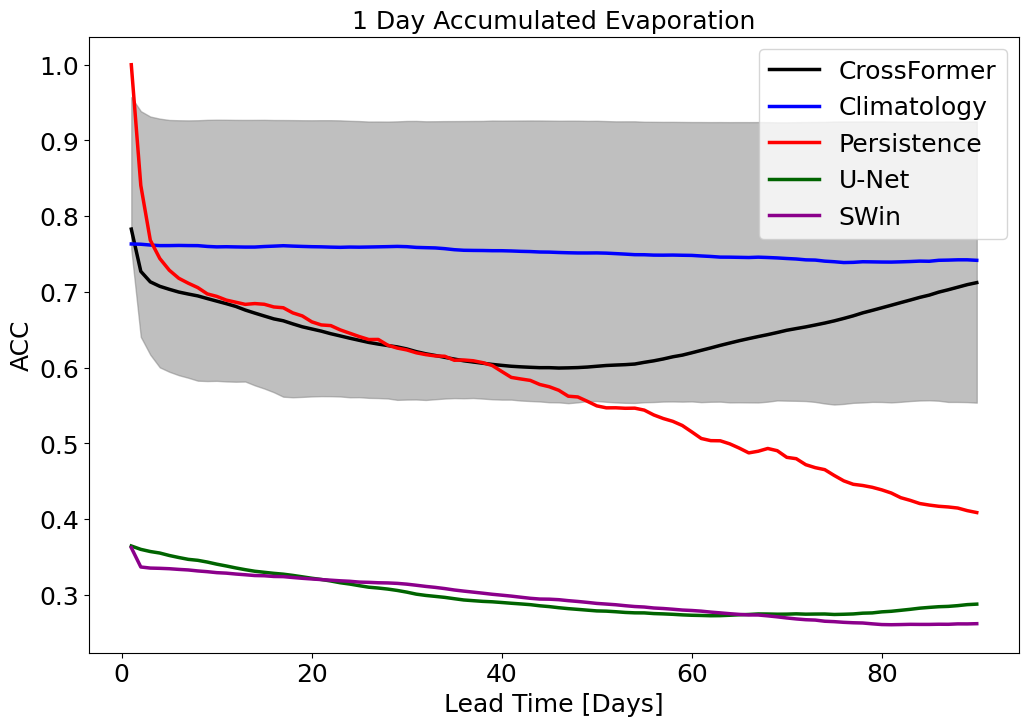 1 Day Accumulated Evaporation
ACC
1.0
0.9
0.8
0.7
0.6
0.5
0.4
0.3
CrossFormer
Climatology
Persistence
U-Net
SWin
0 20 40 60 80
Lead Time [Days]